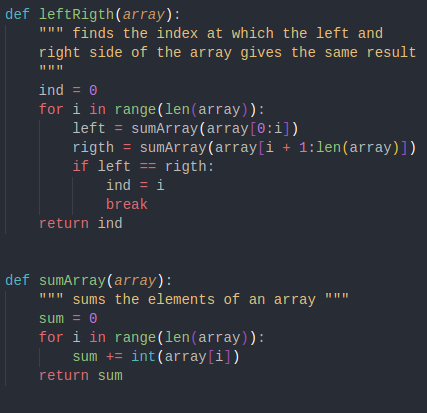 def leftRigth(array):
    """ finds the index at which the left and
    right side of the array gives the same result
    """
    ind = 0
    for i in range(len(array)):
        left = sumArray(array[0:i])
        rigth = sumArray(array[i + 1:len(array)])
        if left == rigth:
            ind = i
            break
    return ind


def sumArray(array):
    """ sums the elements of an array """
    sum = 0
    for i in range(len(array)):
        sum += int(array[i])
    return sum